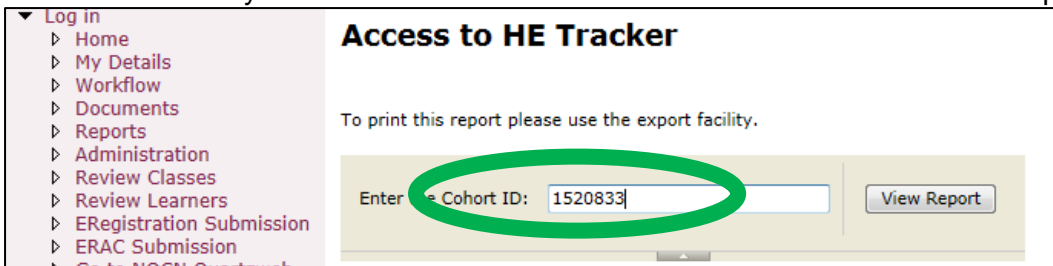 Log in
Home
My Details
Workflow
Documents
Reports
Administration
Review Classes
Review Learners
ERegistration Submission
ERAC Submission
Access to HE Tracker
To print this report please use the export facility.
Enter Cohort ID: 1520833
View Report